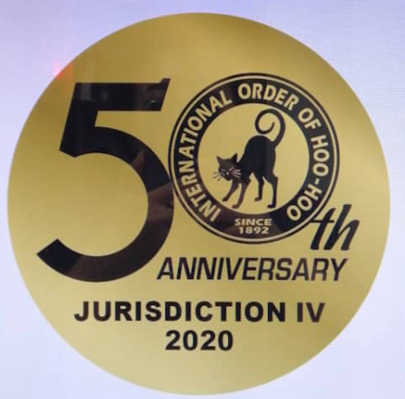 50th
INTERNATIONAL ORDER OF HOO-HOO
SINCE
1892
ANNIVERSARY
JURISDICTION IV
2020